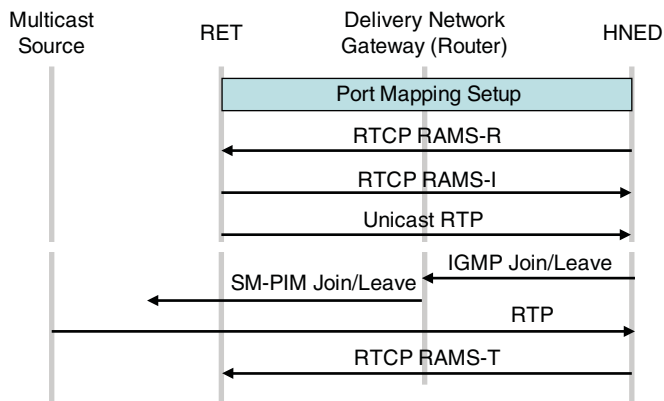 Multicast
Source
RET
Delivery Network
Gateway (Router)
HNED
Port Mapping Setup
RTCP RAMS-R
RTCP RAMS-I
Unicast RTP
IGMP Join/Leave
SM-PIM Join/Leave
RTP
RTCP RAMS-T